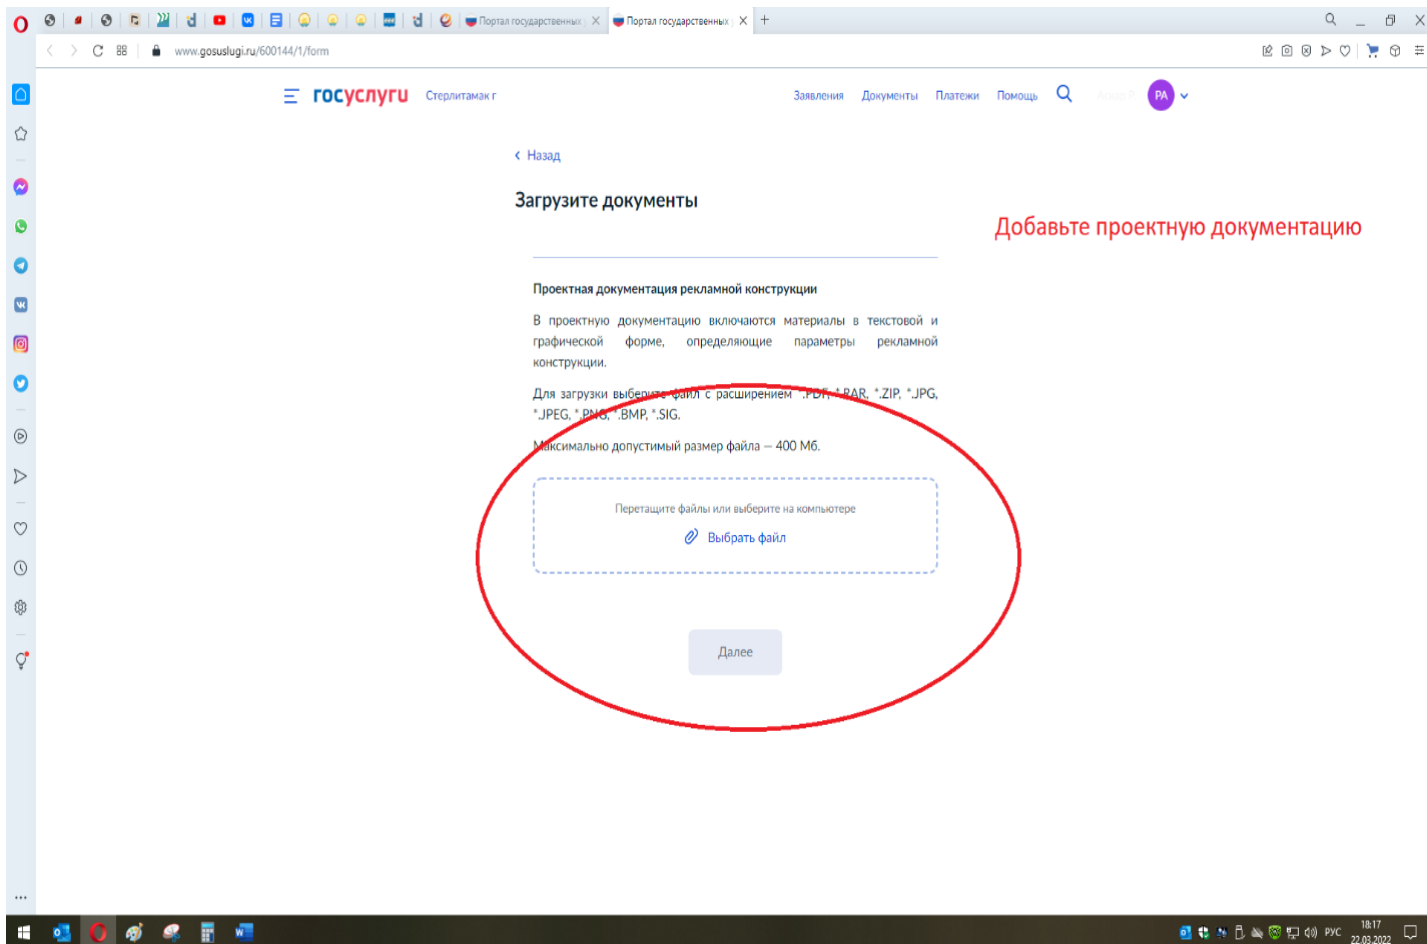 Портал государственных
Портал государственных
www.gosuslugi.ru/600144/1/form
госуслуги Стерлитамак г Заявления Документы Платежи Помощь РА
Назад
Загрузите документы
Добавьте проектную документацию
Проектная документация рекламной конструкции
В проектную документацию включаются материалы в текстовой и
графической форме, определяющие параметры рекламной
конструкции.
Для загрузки выберите файл с расширением *.PDF, *.RAR, *.ZIP, *.JPG,
*.JPEG, *.PNG, *.BMP, *.SIG.
Максимально допустимый размер файла — 400 Мб.
Перетащите файлы или выберите на компьютере
Выбрать файл
Далее
РУС
18:17
22.03.2022